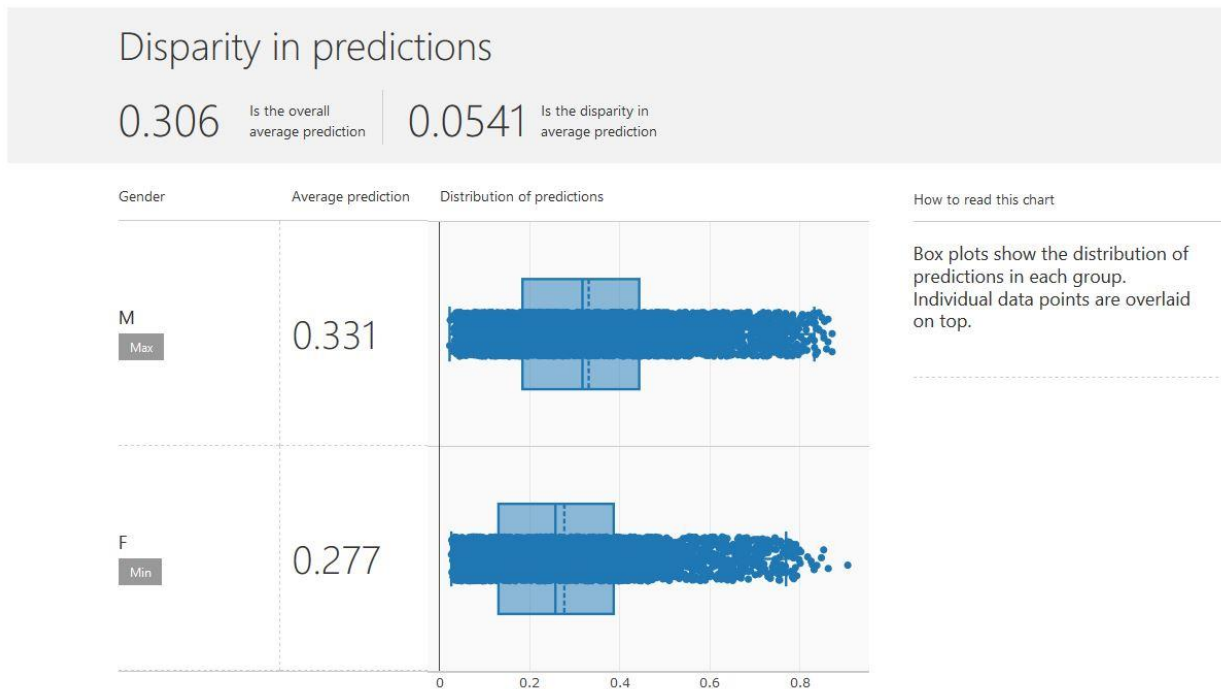 Disparity in predictions
0.306
Is the overall
average prediction
0.0541
Is the disparity in
average prediction
Gender
Average prediction
Distribution of predictions
How to read this chart
Box plots show the distribution of
predictions in each group.
Individual data points are overlaid
on top.
M
Max
0.331
F
Min
0.277
0 0.2 0.4 0.6 0.8